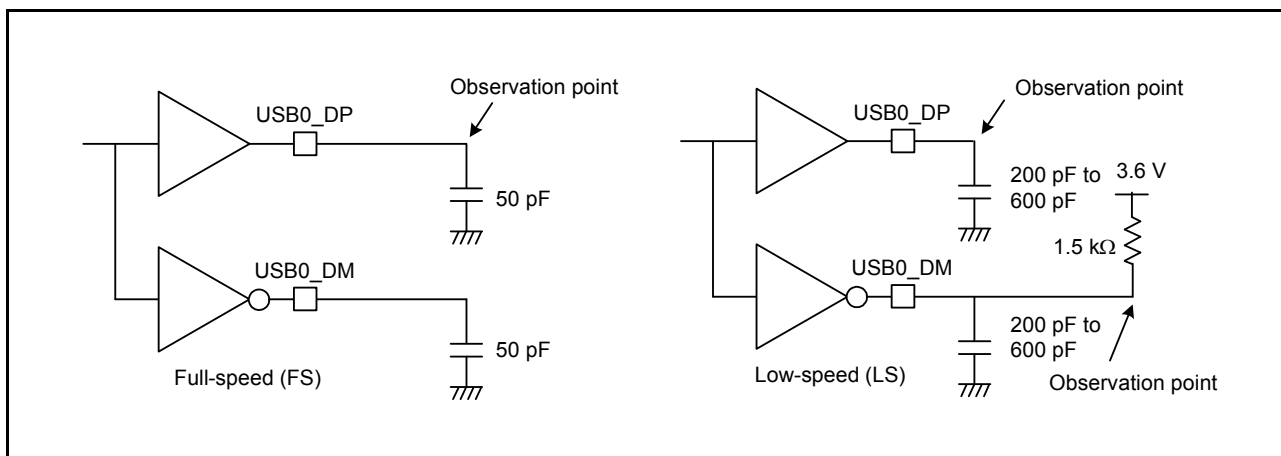 Observation point
USB0_DP
50 pF
USB0_DM
50 pF
Full-speed (FS)
Observation point
USB0_DP
200 pF to
600 pF
3.6 V
1.5 kΩ
USB0_DM
200 pF to
600 pF
Observation point
Low-speed (LS)